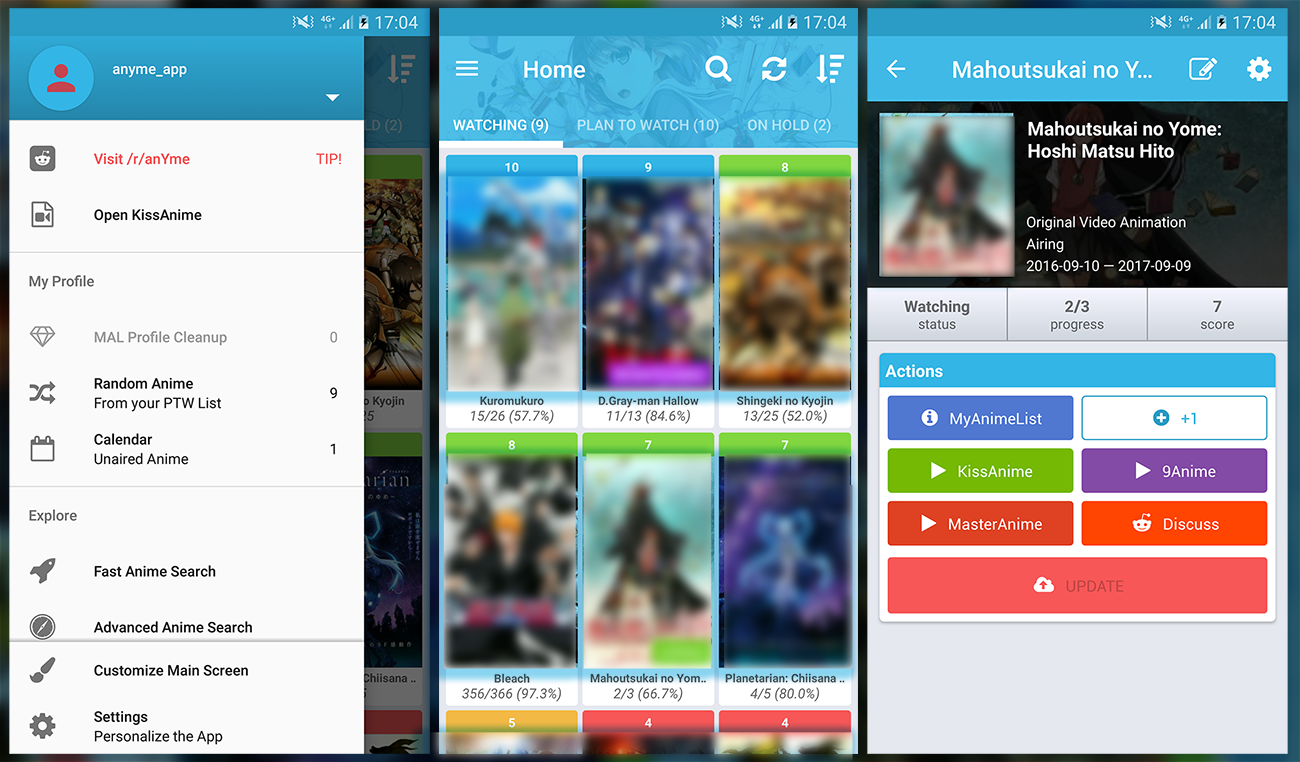 4G+ 17:04
anyme_app
LD (2)
Visit /r/anYme TIP!
Open KissAnime
My Profile
MAL Profile Cleanup 0
Random Anime 9
From your PTW List
Calendar 1
Unaired Anime
Explore
Fast Anime Search
Advanced Anime Search
Customize Main Screen
Settings
Personalize the App
o Kyojin
25
arian
Chiisana ..
4G+ 17:04
Home
WATCHING (9) PLAN TO WATCH (10) ON HOLD (2)
10 9 8
Kuromukuro D.Gray-man Hallow Shingeki no Kyojin
15/26 (57.7%) 11/13 (84.6%) 13/25 (52.0%)
8 7 7
Bleach Mahoutsukai no Yom.. Planetarian: Chiisana ..
356/366 (97.3%) 2/3 (66.7%) 4/5 (80.0%)
5 4 4
4G+ 17:04
Mahoutsukai no Y...
Mahoutsukai no Yome:
Hoshi Matsu Hito
Original Video Animation
Airing
2016-09-10 — 2017-09-09
Watching 2/3 7
status progress score
Actions
MyAnimeList +1
KissAnime 9Anime
MasterAnime Discuss
UPDATE